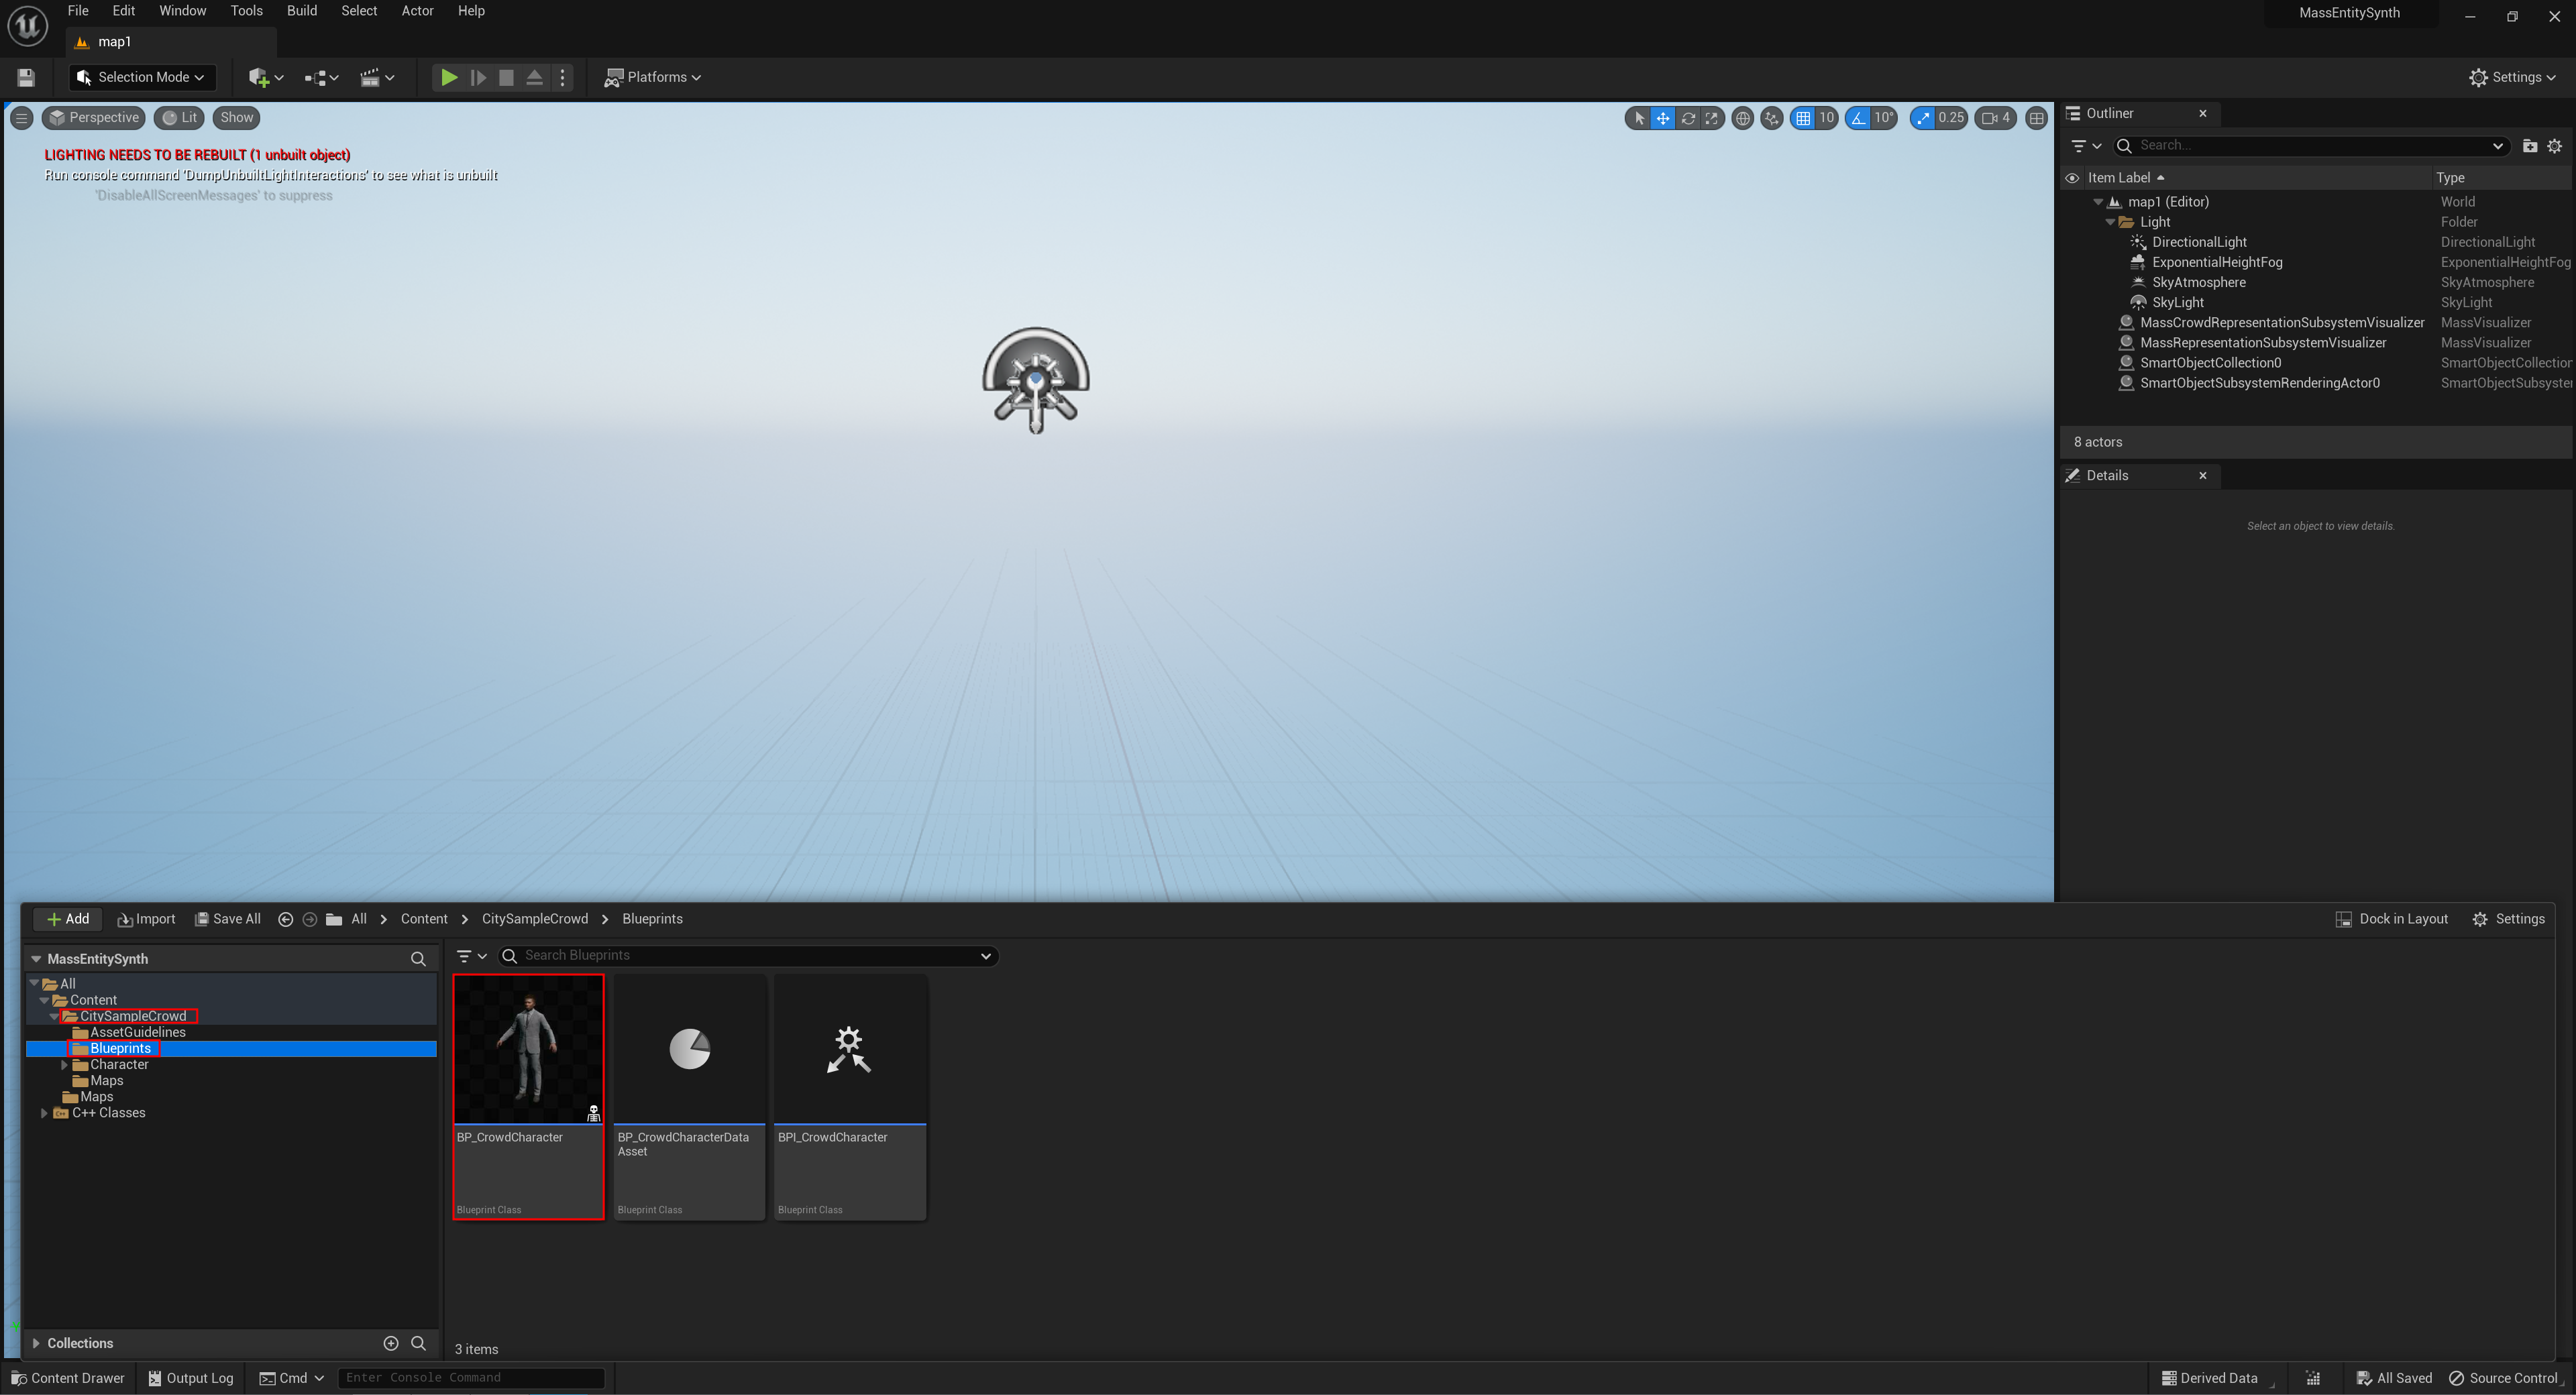 File Edit Window Tools Build Select Actor Help
MassEntitySynth
map1
Selection Mode
Platforms
Settings
Perspective Lit Show
10 10° 0.25 4
LIGHTING NEEDS TO BE REBUILT (1 unbuilt object)
Run console command 'DumpUnbuiltLightInteractions' to see what is unbuilt
'DisableAllScreenMessages' to suppress
Outliner
Search...
Item Label Type
map1 (Editor) World
Light Folder
DirectionalLight DirectionalLight
ExponentialHeightFog ExponentialHeightFog
SkyAtmosphere SkyAtmosphere
SkyLight SkyLight
MassCrowdRepresentationSubsystemVisualizer MassVisualizer
MassRepresentationSubsystemVisualizer MassVisualizer
SmartObjectCollection0 SmartObjectCollection
SmartObjectSubsystemRenderingActor0 SmartObjectSubsyste
8 actors
Details
Select an object to view details.
Add Import Save All All Content CitySampleCrowd Blueprints
Dock in Layout Settings
MassEntitySynth
All
Content
CitySampleCrowd
AssetGuidelines
Blueprints
Character
Maps
Maps
C++ Classes
Collections
Search Blueprints
BP_CrowdCharacter
Blueprint Class
BP_CrowdCharacterData
Asset
Blueprint Class
BPI_CrowdCharacter
Blueprint Class
3 items
Content Drawer Output Log Cmd Enter Console Command
Derived Data All Saved Source Control